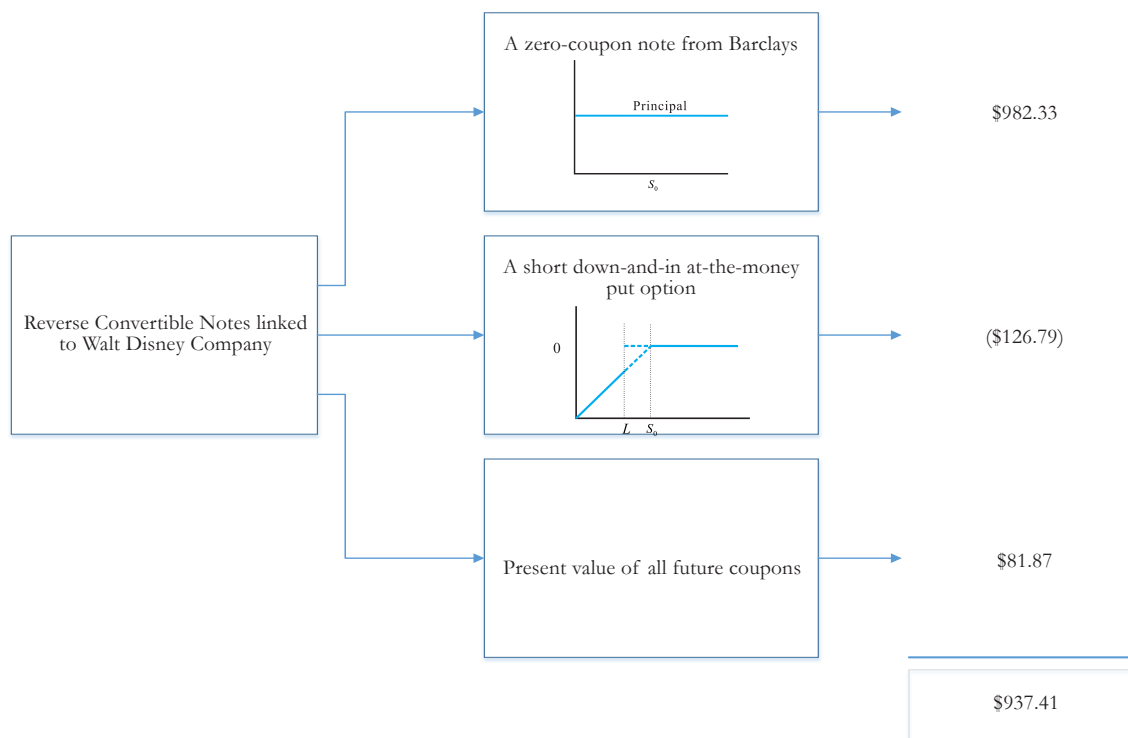 A zero-coupon note from Barclays
Principal
S₀
$982.33
Reverse Convertible Notes linked
to Walt Disney Company
A short down-and-in at-the-money
put option
0
L S₀
($126.79)
Present value of all future coupons
$81.87
$937.41